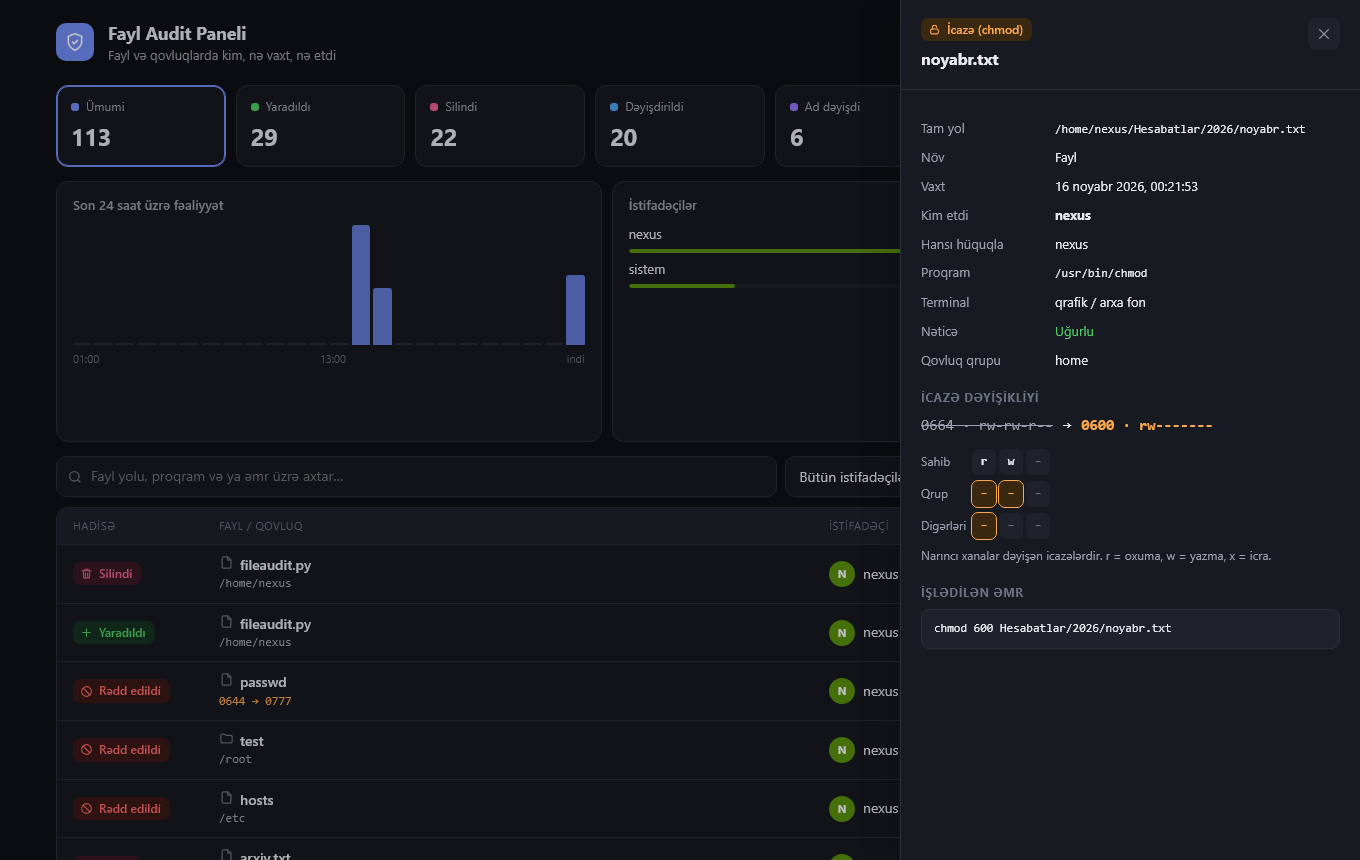 Fayl Audit Paneli
Fayl və qovluqlarda kim, nə vaxt, nə etdi
Ümumi
113
Yaradıldı
29
Silindi
22
Dəyişdirildi
20
Ad dəyişdi
6
Son 24 saat üzrə fəaliyyət
01:00 13:00 indi
İstifadəçilər
nexus
sistem
Fayl yolu, proqram və ya əmr üzrə axtar...
Bütün istifadəçilə
HADİSƏ FAYL / QOVLUQ İSTİFADƏÇİ
Silindi fileaudit.py N nexus
/home/nexus
+ Yaradıldı fileaudit.py N nexus
/home/nexus
Rədd edildi passwd N nexus
0644 → 0777
Rədd edildi test N nexus
/root
Rədd edildi hosts N nexus
/etc
arxiv.txt
İcazə (chmod)
noyabr.txt
Tam yol /home/nexus/Hesabatlar/2026/noyabr.txt
Növ Fayl
Vaxt 16 noyabr 2026, 00:21:53
Kim etdi nexus
Hansı hüquqla nexus
Proqram /usr/bin/chmod
Terminal qrafik / arxa fon
Nəticə Uğurlu
Qovluq qrupu home
İCAZƏ DƏYİŞİKLİYİ
0664 · rw-rw-r-- → 0600 · rw-------
Sahib r w –
Qrup – – –
Digərləri – – –
Narıncı xanalar dəyişən icazələrdir. r = oxuma, w = yazma, x = icra.
İŞLƏDİLƏN ƏMR
chmod 600 Hesabatlar/2026/noyabr.txt